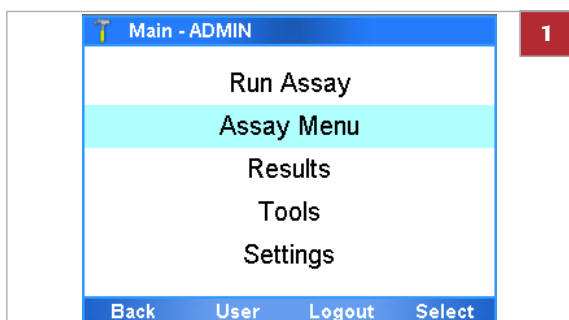 Main - ADMIN
1
Run Assay
Assay Menu
Results
Tools
Settings
Back User Logout Select